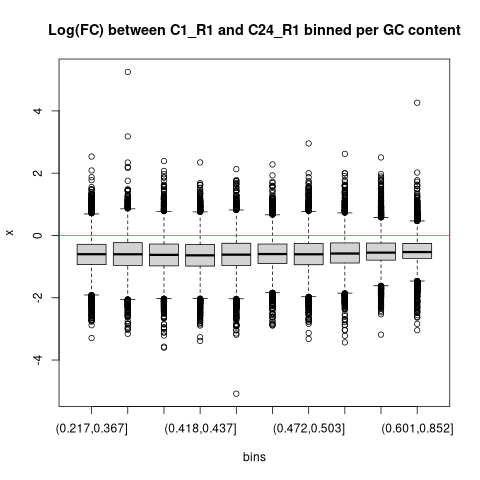 Log(FC) between C1_R1 and C24_R1 binned per GC content
4
2
0
-2
-4
x
(0.217,0.367] (0.418,0.437] (0.472,0.503] (0.601,0.852]
bins